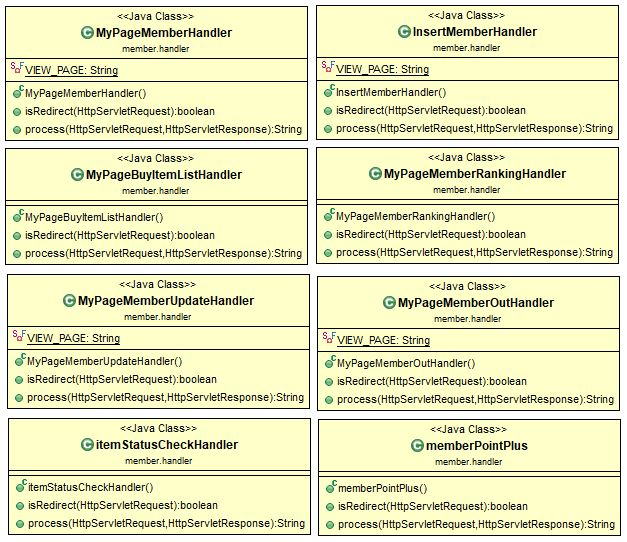 <<Java Class>>
MyPageMemberHandler
member.handler
VIEW_PAGE: String
MyPageMemberHandler()
isRedirect(HttpServletRequest):boolean
process(HttpServletRequest,HttpServletResponse):String
<<Java Class>>
InsertMemberHandler
member.handler
VIEW_PAGE: String
InsertMemberHandler()
isRedirect(HttpServletRequest):boolean
process(HttpServletRequest,HttpServletResponse):String
<<Java Class>>
MyPageBuyItemListHandler
member.handler
MyPageBuyItemListHandler()
isRedirect(HttpServletRequest):boolean
process(HttpServletRequest,HttpServletResponse):String
<<Java Class>>
MyPageMemberRankingHandler
member.handler
MyPageMemberRankingHandler()
isRedirect(HttpServletRequest):boolean
process(HttpServletRequest,HttpServletResponse):String
<<Java Class>>
MyPageMemberUpdateHandler
member.handler
VIEW_PAGE: String
MyPageMemberUpdateHandler()
isRedirect(HttpServletRequest):boolean
process(HttpServletRequest,HttpServletResponse):String
<<Java Class>>
MyPageMemberOutHandler
member.handler
VIEW_PAGE: String
MyPageMemberOutHandler()
isRedirect(HttpServletRequest):boolean
process(HttpServletRequest,HttpServletResponse):String
<<Java Class>>
itemStatusCheckHandler
member.handler
itemStatusCheckHandler()
isRedirect(HttpServletRequest):boolean
process(HttpServletRequest,HttpServletResponse):String
<<Java Class>>
memberPointPlus
member.handler
memberPointPlus()
isRedirect(HttpServletRequest):boolean
process(HttpServletRequest,HttpServletResponse):String